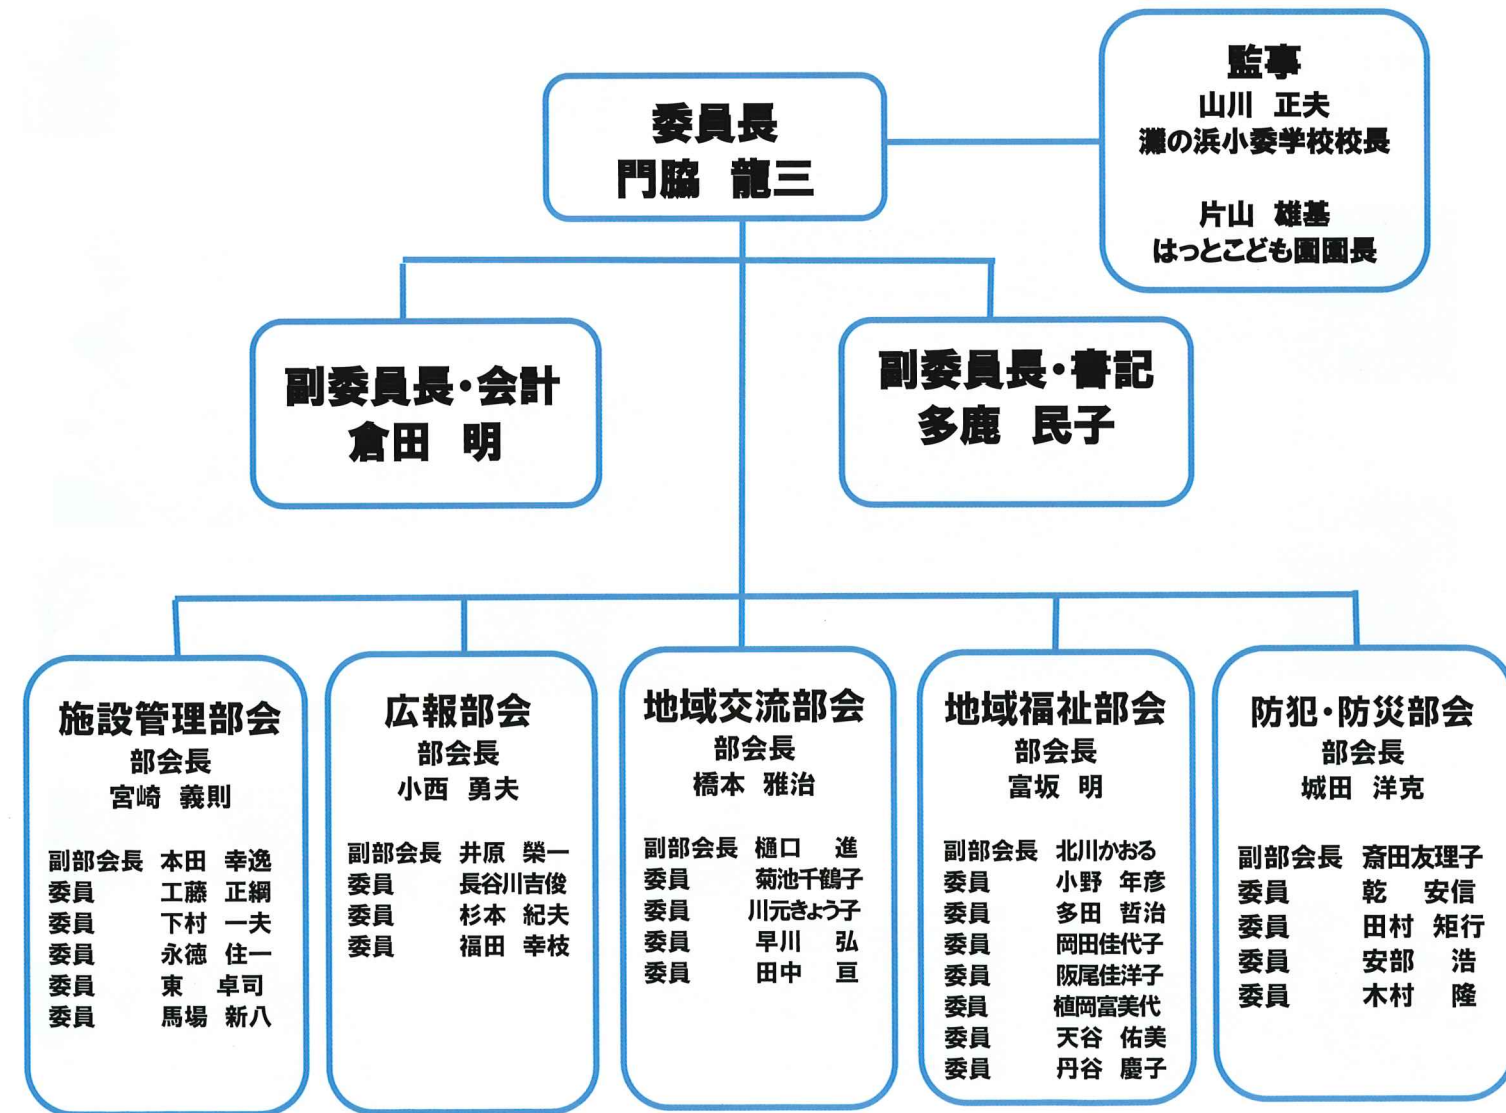 監事
山川 正夫
灘の浜小委学校校長
片山 雄基
はっとこども園園長
委員長
門脇 龍三
副委員長・会計
倉田 明
副委員長・書記
多鹿 民子
施設管理部会
部会長
宮崎 義則
副部会長 本田 幸逸
委員 工藤 正綱
委員 下村 一夫
委員 永徳 住一
委員 東 卓司
委員 馬場 新八
広報部会
部会長
小西 勇夫
副部会長 井原 榮一
委員 長谷川吉俊
委員 杉本 紀夫
委員 福田 幸枝
地域交流部会
部会長
橋本 雅治
副部会長 樋口 進
委員 菊池千鶴子
委員 川元きょう子
委員 早川 弘
委員 田中 亘
地域福祉部会
部会長
富坂 明
副部会長 北川かおる
委員 小野 年彦
委員 多田 哲治
委員 岡田佳代子
委員 阪尾佳洋子
委員 植岡富美代
委員 天谷 佑美
委員 丹谷 慶子
防犯・防災部会
部会長
城田 洋克
副部会長 斎田友理子
委員 乾 安信
委員 田村 矩行
委員 安部 浩
委員 木村 隆